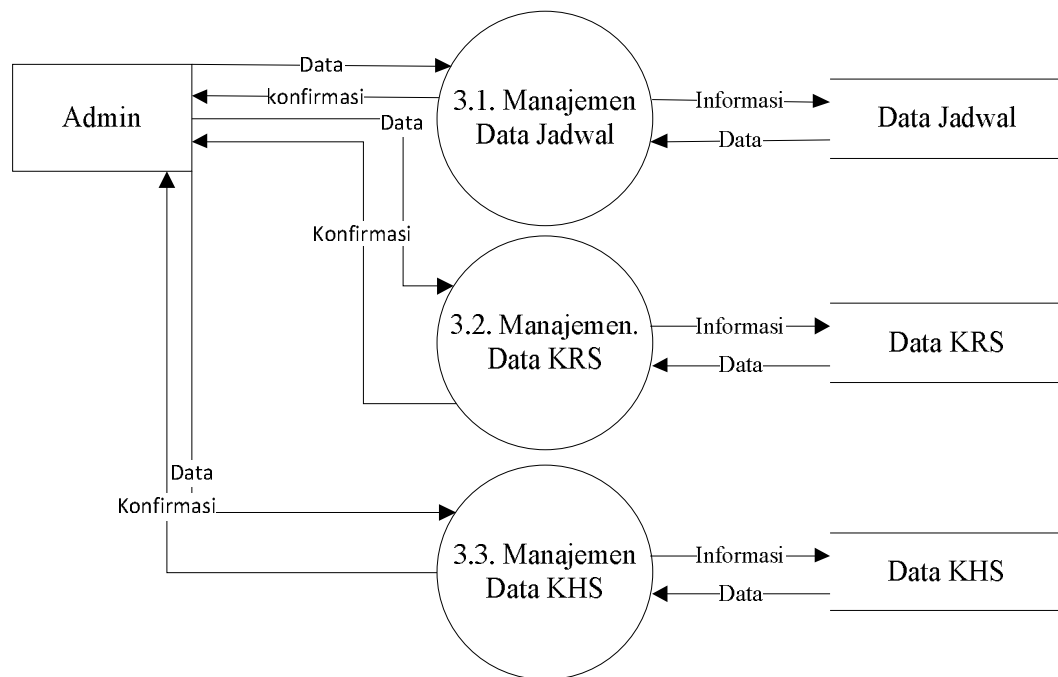 Admin
Data
konfirmasi
Data
Konfirmasi
3.1. Manajemen
Data Jadwal
Informasi
Data
Data Jadwal
3.2. Manajemen.
Data KRS
Informasi
Data
Data KRS
Data
Konfirmasi
3.3. Manajemen
Data KHS
Informasi
Data
Data KHS